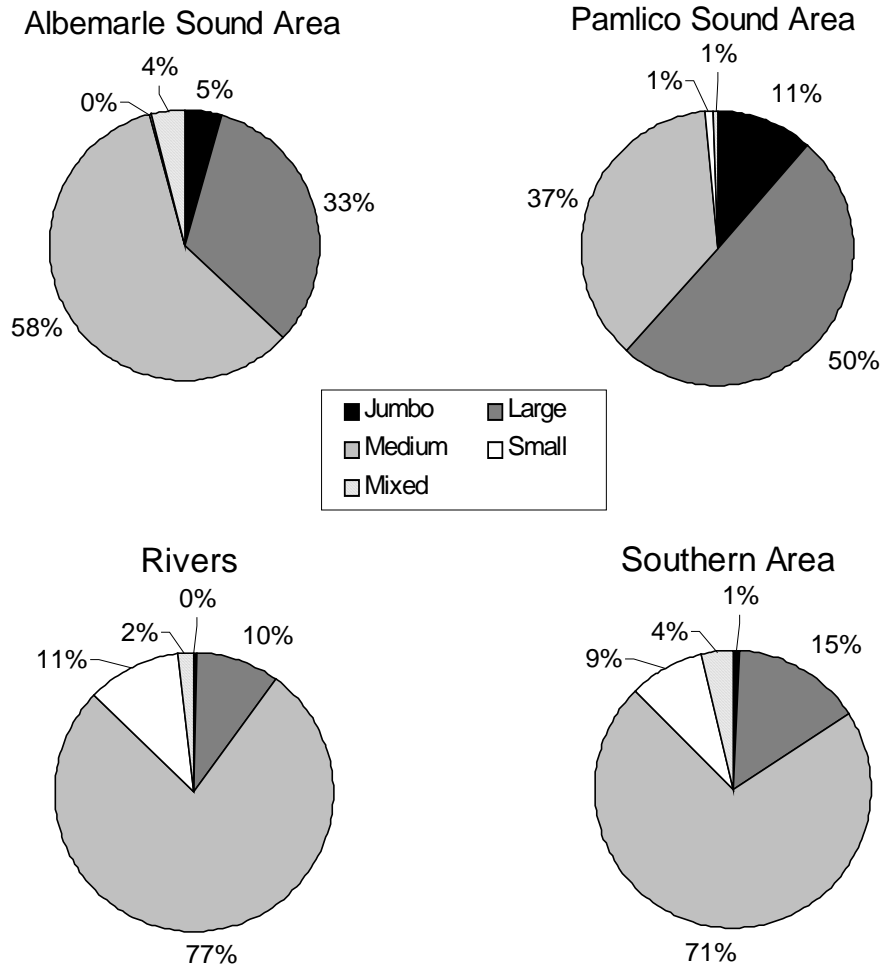 Albemarle Sound Area
Pamlico Sound Area
4%
5%
0%
33%
58%
1%
1%
11%
37%
50%
Jumbo Large
Medium Small
Mixed
Rivers
Southern Area
0%
2%
10%
11%
77%
1%
4%
15%
9%
71%